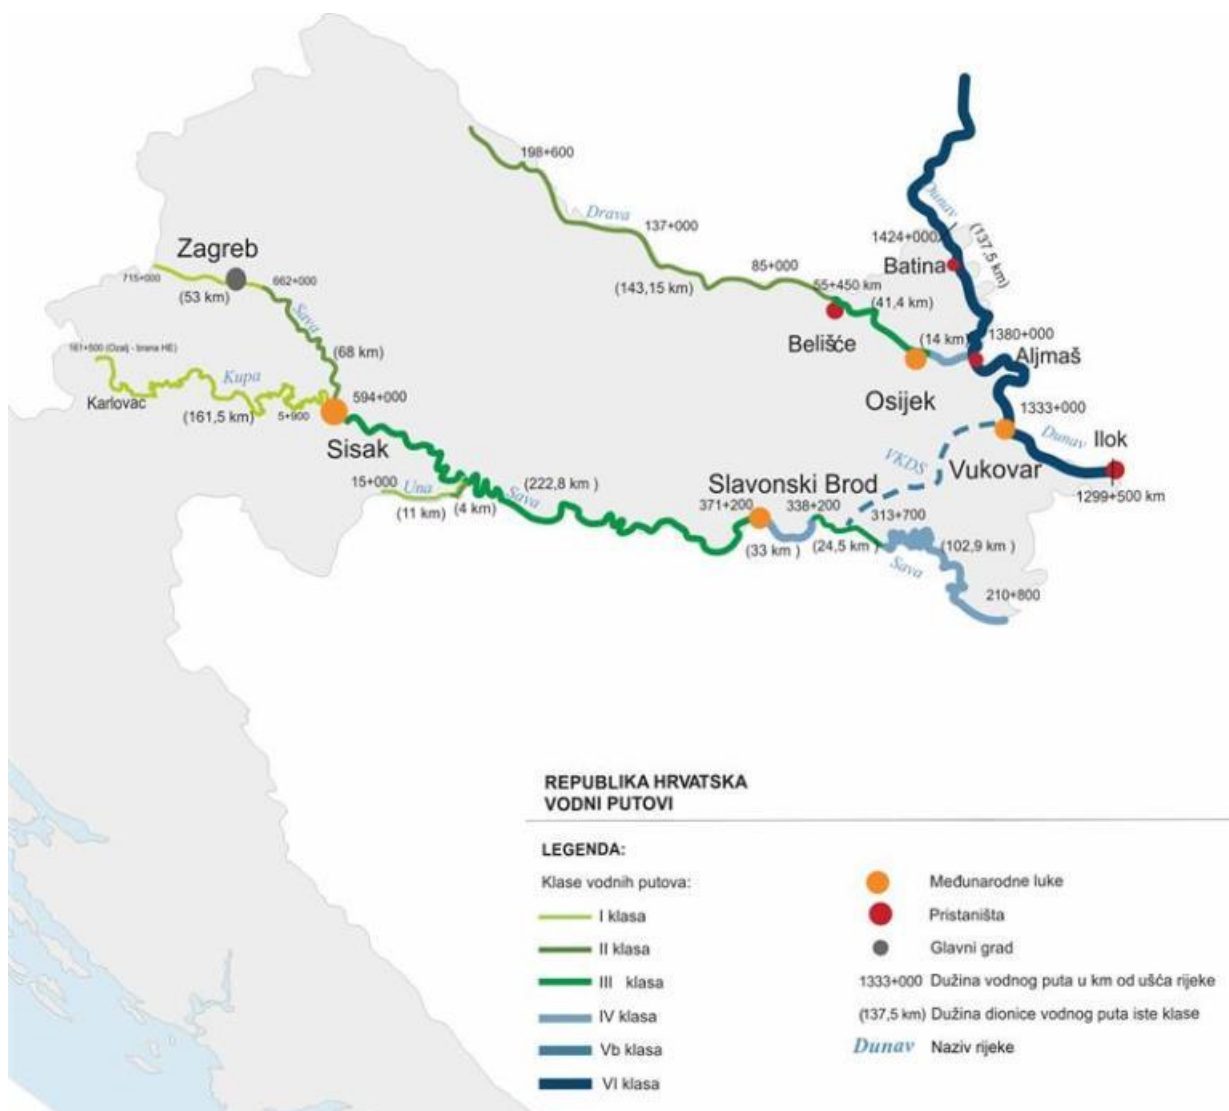 198+600
Drava
137+000
Dunav
(137,5 km)
1424+000
Batina
Zagreb
715+000
662+000
(53 km)
85+000
(143,15 km)
55+450 km
(41,4 km)
Sava
Belišće
(14 km)
1380+000
Aljmaš
161+500 (Ozalj - brana HE)
(68 km)
Kupa
Karlovac
(161,5 km)
5+900
594+000
Osijek
1333+000
Sisak
Dunav
Ilok
VKDS
Vukovar
15+000
Una
Sava
(222,8 km )
Slavonski Brod
1299+500 km
(11 km)
(4 km)
371+200
338+200
313+700
(33 km )
(24,5 km )
(102,9 km )
Sava
210+800
REPUBLIKA HRVATSKA
VODNI PUTOVI
LEGENDA:
Klase vodnih putova:
I klasa
II klasa
III klasa
IV klasa
Vb klasa
VI klasa
Međunarodne luke
Pristaništa
Glavni grad
1333+000 Dužina vodnog puta u km od ušća rijeke
(137,5 km) Dužina dionice vodnog puta iste klase
Dunav Naziv rijeke